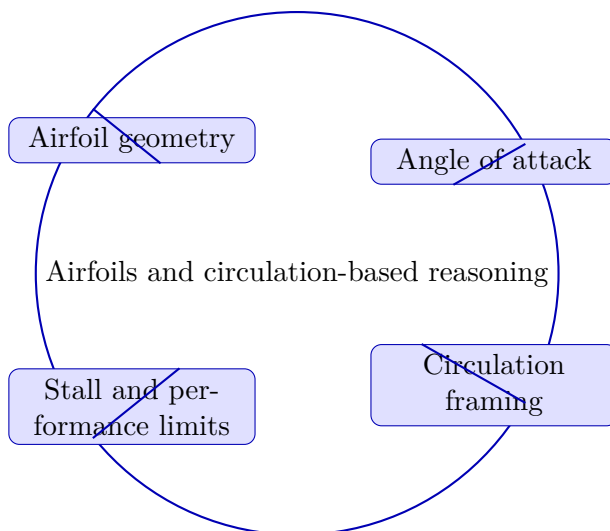 Airfoil geometry
Angle of attack
Airfoils and circulation-based reasoning
Stall and per-
formance limits
Circulation
framing